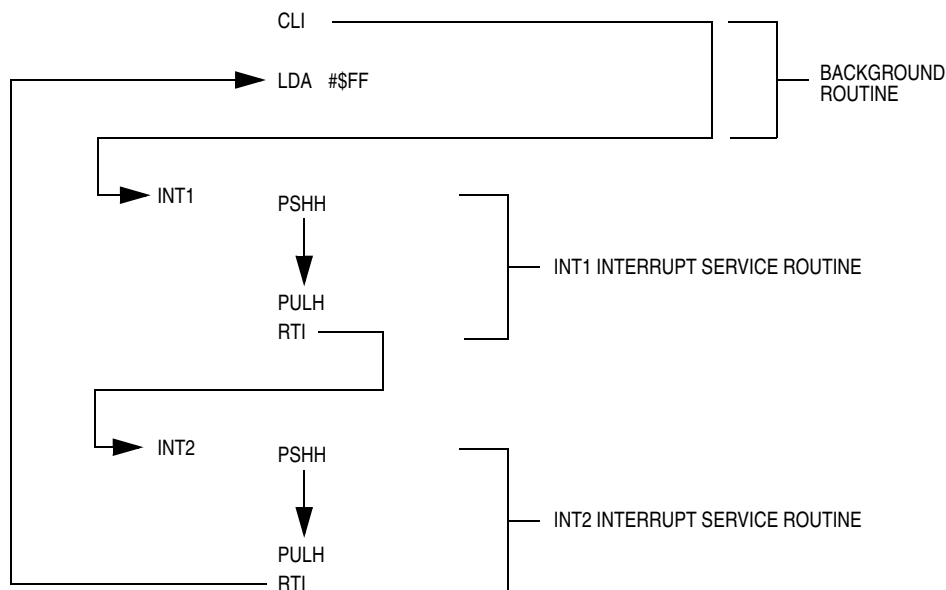 CLI
LDA #$FF
BACKGROUND
ROUTINE
INT1
PSHH
INT1 INTERRUPT SERVICE ROUTINE
PULH
RTI
INT2
PSHH
INT2 INTERRUPT SERVICE ROUTINE
PULH
RTI